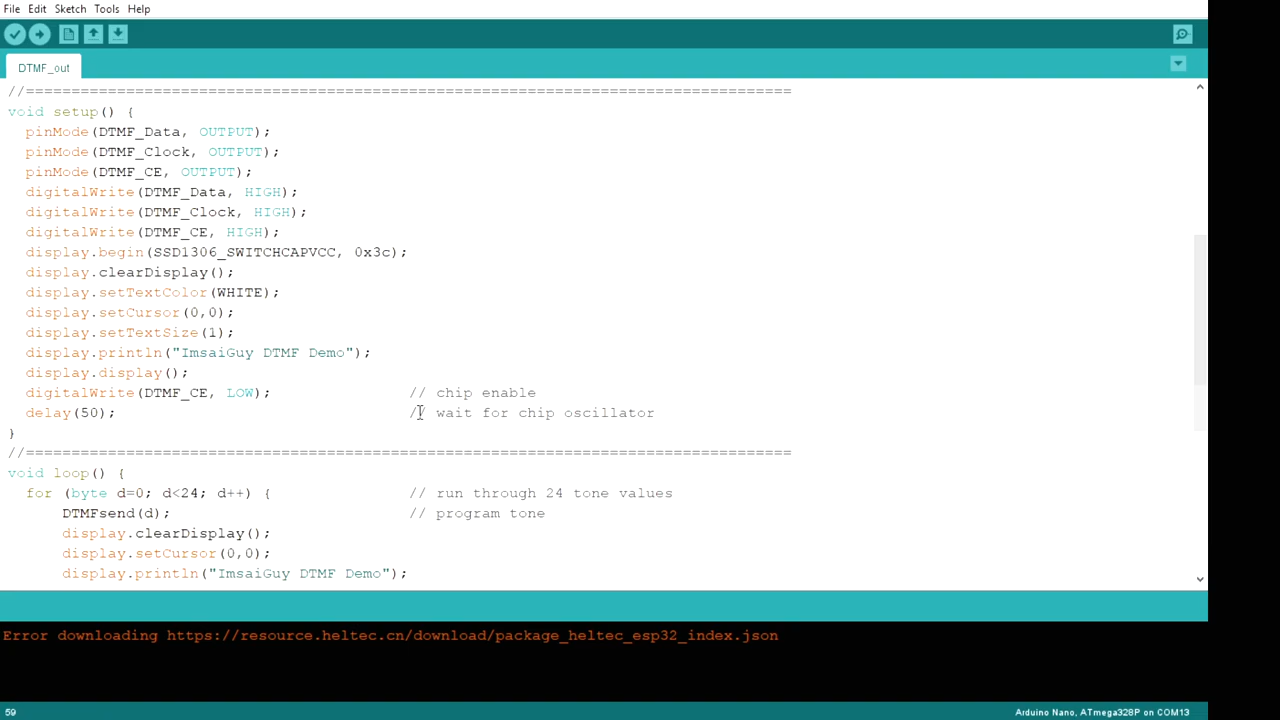 File Edit Sketch Tools Help
DTMF_out
//====================================================================================
void setup() {
  pinMode(DTMF_Data, OUTPUT);
  pinMode(DTMF_Clock, OUTPUT);
  pinMode(DTMF_CE, OUTPUT);
  digitalWrite(DTMF_Data, HIGH);
  digitalWrite(DTMF_Clock, HIGH);
  digitalWrite(DTMF_CE, HIGH);
  display.begin(SSD1306_SWITCHCAPVCC, 0x3c);
  display.clearDisplay();
  display.setTextColor(WHITE);
  display.setCursor(0,0);
  display.setTextSize(1);
  display.println("ImsaiGuy DTMF Demo");
  display.display();
  digitalWrite(DTMF_CE, LOW);               // chip enable
  delay(50);                                // wait for chip oscillator
}
//====================================================================================
void loop() {
  for (byte d=0; d<24; d++) {               // run through 24 tone values
      DTMFsend(d);                          // program tone
      display.clearDisplay();
      display.setCursor(0,0);
      display.println("ImsaiGuy DTMF Demo");
Error downloading https://resource.heltec.cn/download/package_heltec_esp32_index.json
59 Arduino Nano, ATmega328P on COM13